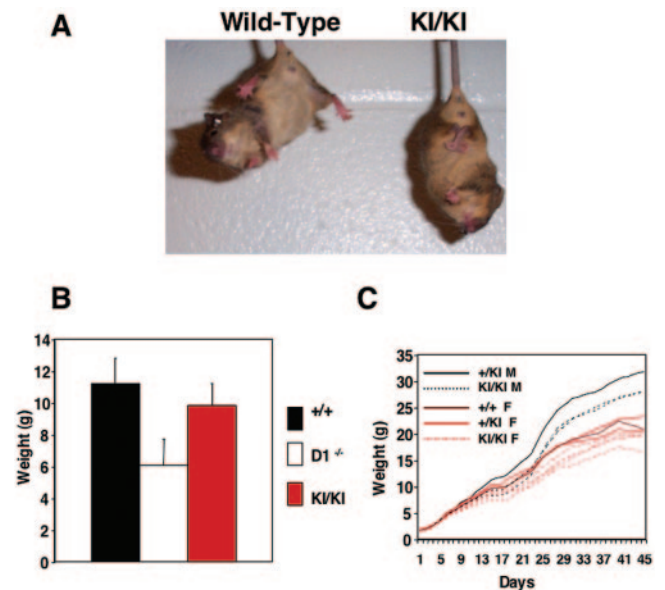 A
Wild-Type KI/KI
B
14
12
10
8
6
4
2
0
Weight (g)
+/+
D1 -/-
KI/KI
C
35
30
25
20
15
10
5
0
Weight (g)
+/KI M
KI/KI M
+/+ F
+/KI F
KI/KI F
1 5 9 13 17 21 25 29 33 37 41 45
Days